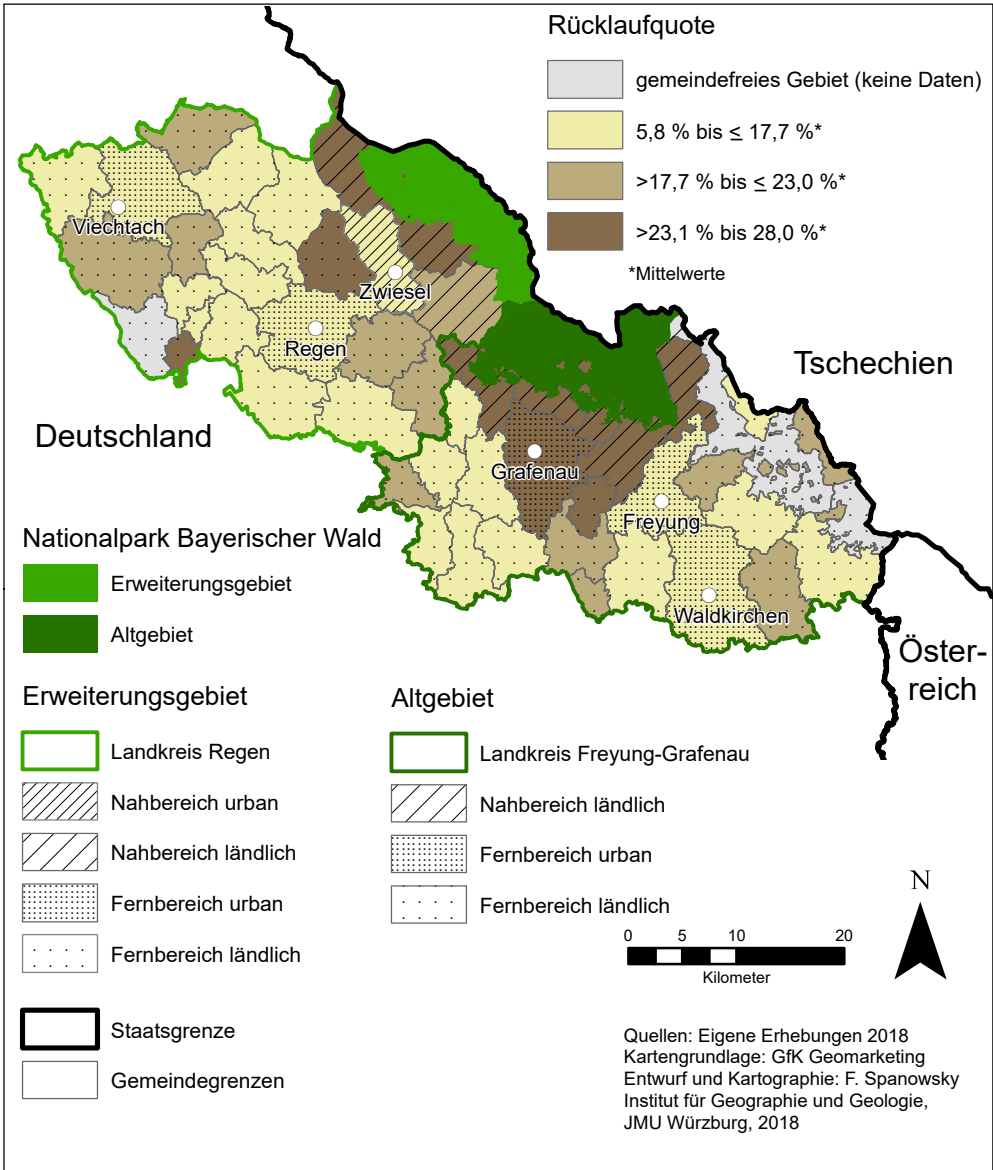 Rücklaufquote
gemeindefreies Gebiet (keine Daten)
5,8 % bis ≤ 17,7 %*
>17,7 % bis ≤ 23,0 %*
>23,1 % bis 28,0 %*
*Mittelwerte
Viechtach
Zwiesel
Regen
Tschechien
Deutschland
Grafenau
Freyung
Waldkirchen
Öster-
reich
Nationalpark Bayerischer Wald
Erweiterungsgebiet
Altgebiet
Erweiterungsgebiet
Landkreis Regen
Nahbereich urban
Nahbereich ländlich
Fernbereich urban
Fernbereich ländlich
Altgebiet
Landkreis Freyung-Grafenau
Nahbereich ländlich
Fernbereich urban
Fernbereich ländlich
Staatsgrenze
Gemeindegrenzen
N
0 5 10 20
Kilometer
Quellen: Eigene Erhebungen 2018
Kartengrundlage: GfK Geomarketing
Entwurf und Kartographie: F. Spanowsky
Institut für Geographie und Geologie,
JMU Würzburg, 2018